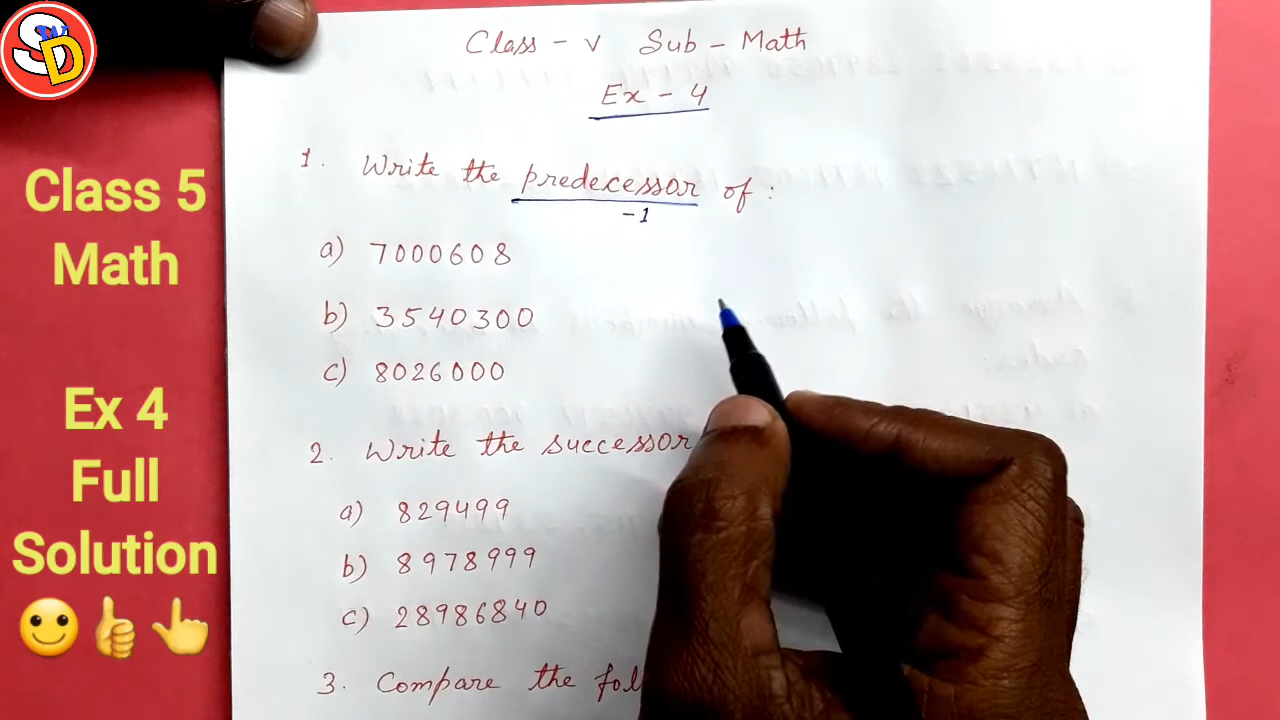 SWD
Class 5
Math
Ex 4
Full
Solution
Class - V Sub - Math
Ex - 4
1. Write the predecessor of :
-1
a) 7000608
b) 3540300
c) 8026000
2. Write the successor
a) 829499
b) 8978999
c) 28986840
3. Compare the